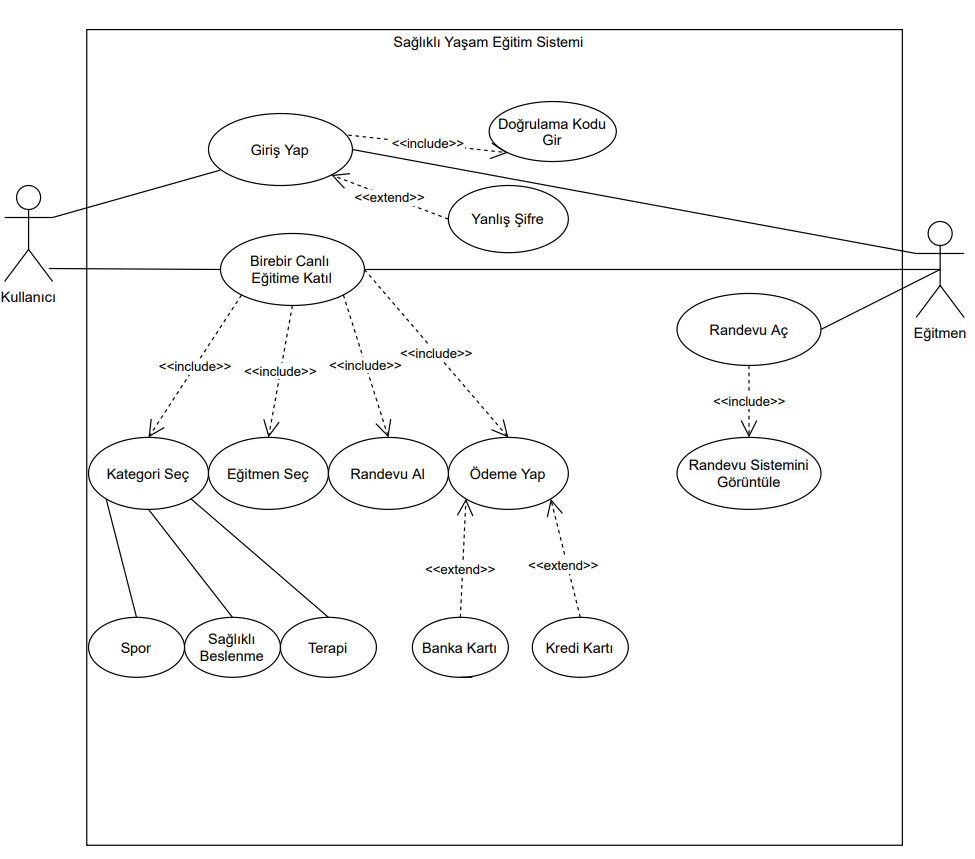 Sağlıklı Yaşam Eğitim Sistemi
Doğrulama Kodu
Gir
Giriş Yap
<<include>>
<<extend>>
Yanlış Şifre
Kullanıcı
Birebir Canlı
Eğitime Katıl
Eğitmen
Randevu Aç
<<include>>
<<include>>
<<include>>
<<include>>
<<include>>
Kategori Seç
Eğitmen Seç
Randevu Al
Ödeme Yap
Randevu Sistemini
Görüntüle
<<extend>>
<<extend>>
Spor
Sağlıklı
Beslenme
Terapi
Banka Kartı
Kredi Kartı